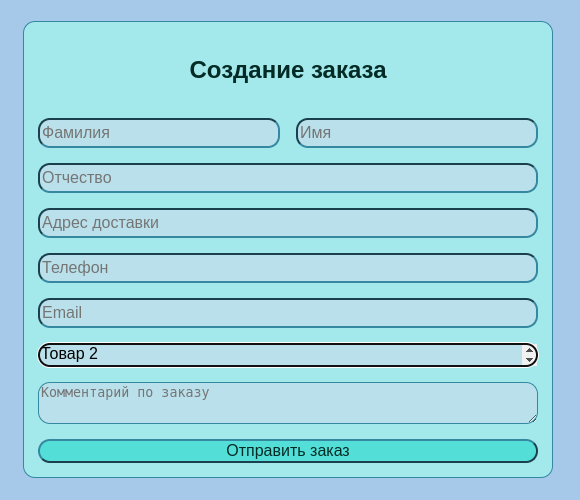 Создание заказа
Фамилия
Имя
Отчество
Адрес доставки
Телефон
Email
Товар 2
Комментарий по заказу
Отправить заказ